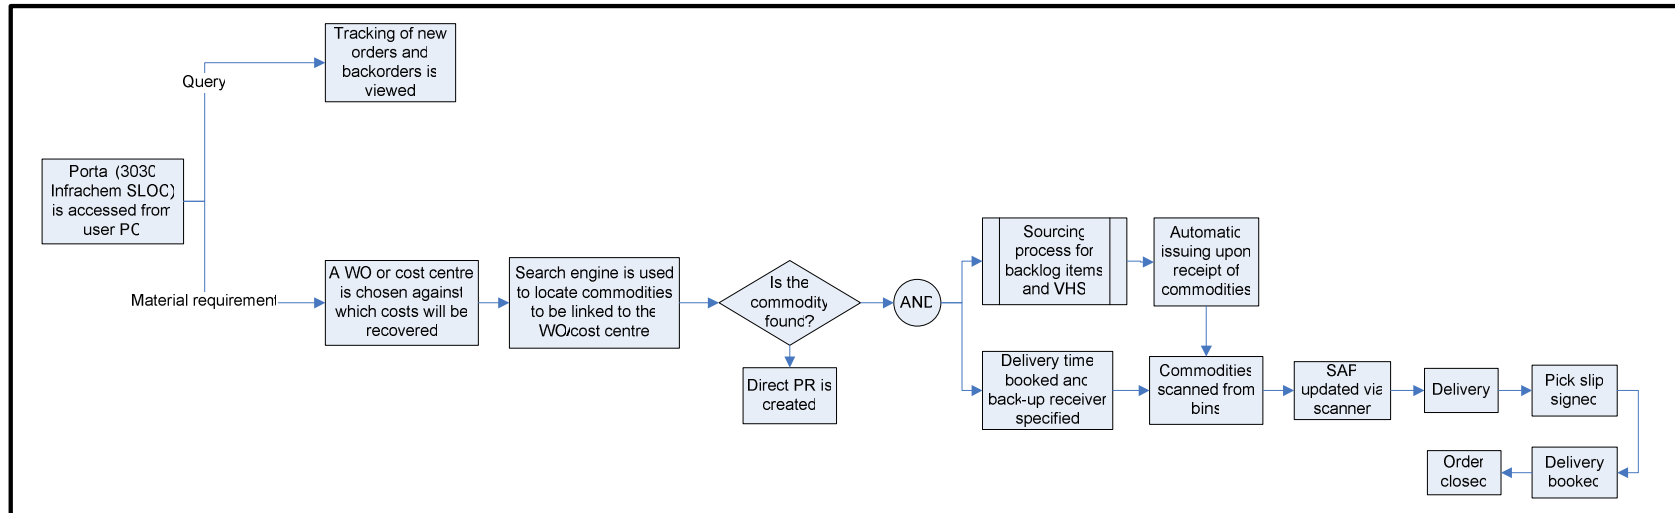 Tracking of new
orders and
backorders is
viewed
Query
Porta (3030
Infrachem SLOC)
is accessed from
user PC
Material requirement
A WO or cost centre
is chosen against
which costs will be
recovered
Search engine is used
to locate commodities
to be linked to the
WO/cost centre
Is the
commodity
found?
Direct PR is
created
AND
Sourcing
process for
backlog items
and VHS
Automatic
issuing upon
receipt of
commodities
Delivery time
booked and
back-up receiver
specified
Commodities
scanned from
bins
SAP
updated via
scanner
Delivery
Pick slip
signed
Delivery
booked
Order
closed